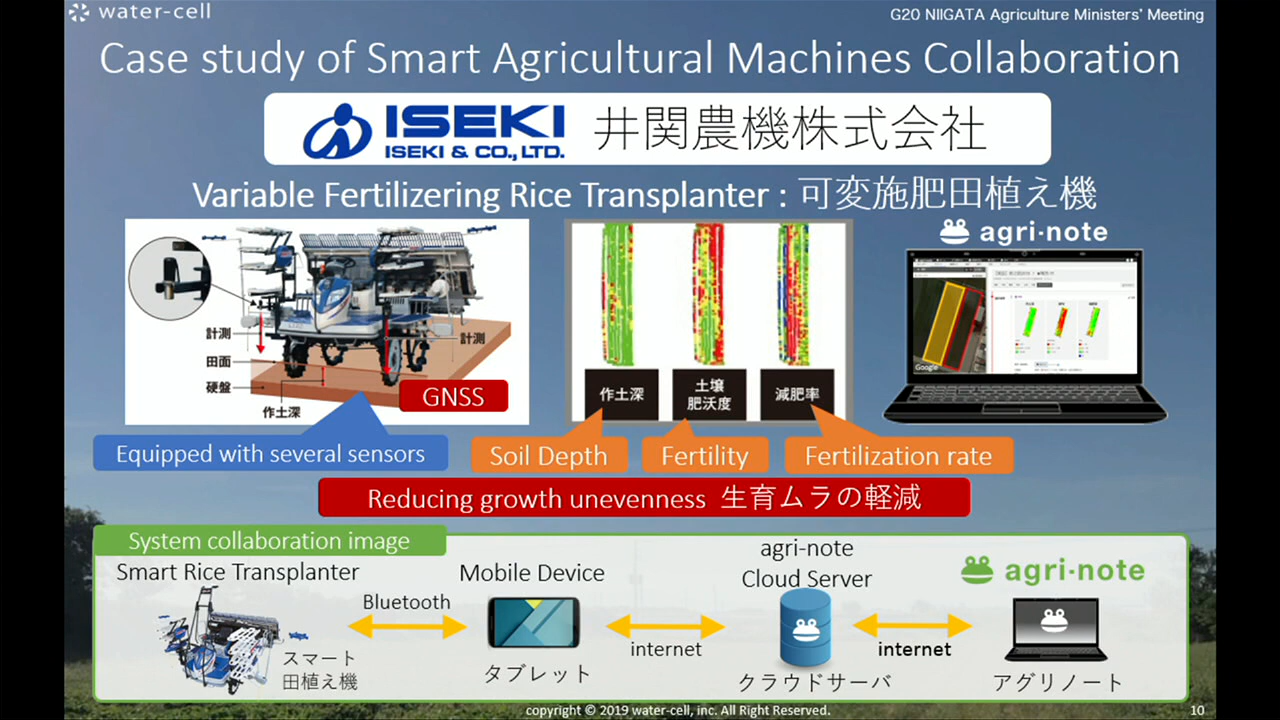 water-cell
G20 NIIGATA Agriculture Ministers' Meeting
Case study of Smart Agricultural Machines Collaboration
ISEKI
ISEKI & CO., LTD.
井関農機株式会社
Variable Fertilizering Rice Transplanter : 可変施肥田植え機
agri-note
計測
計測
田面
硬盤
作土深
GNSS
作土深
土壌
肥沃度
減肥率
Google
Equipped with several sensors
Soil Depth
Fertility
Fertilization rate
Reducing growth unevenness 生育ムラの軽減
System collaboration image
Smart Rice Transplanter
Bluetooth
スマート
田植え機
Mobile Device
タブレット
internet
agri-note
Cloud Server
クラウドサーバ
internet
agri-note
アグリノート
copyright © 2019 water-cell, inc. All Right Reserved.
10